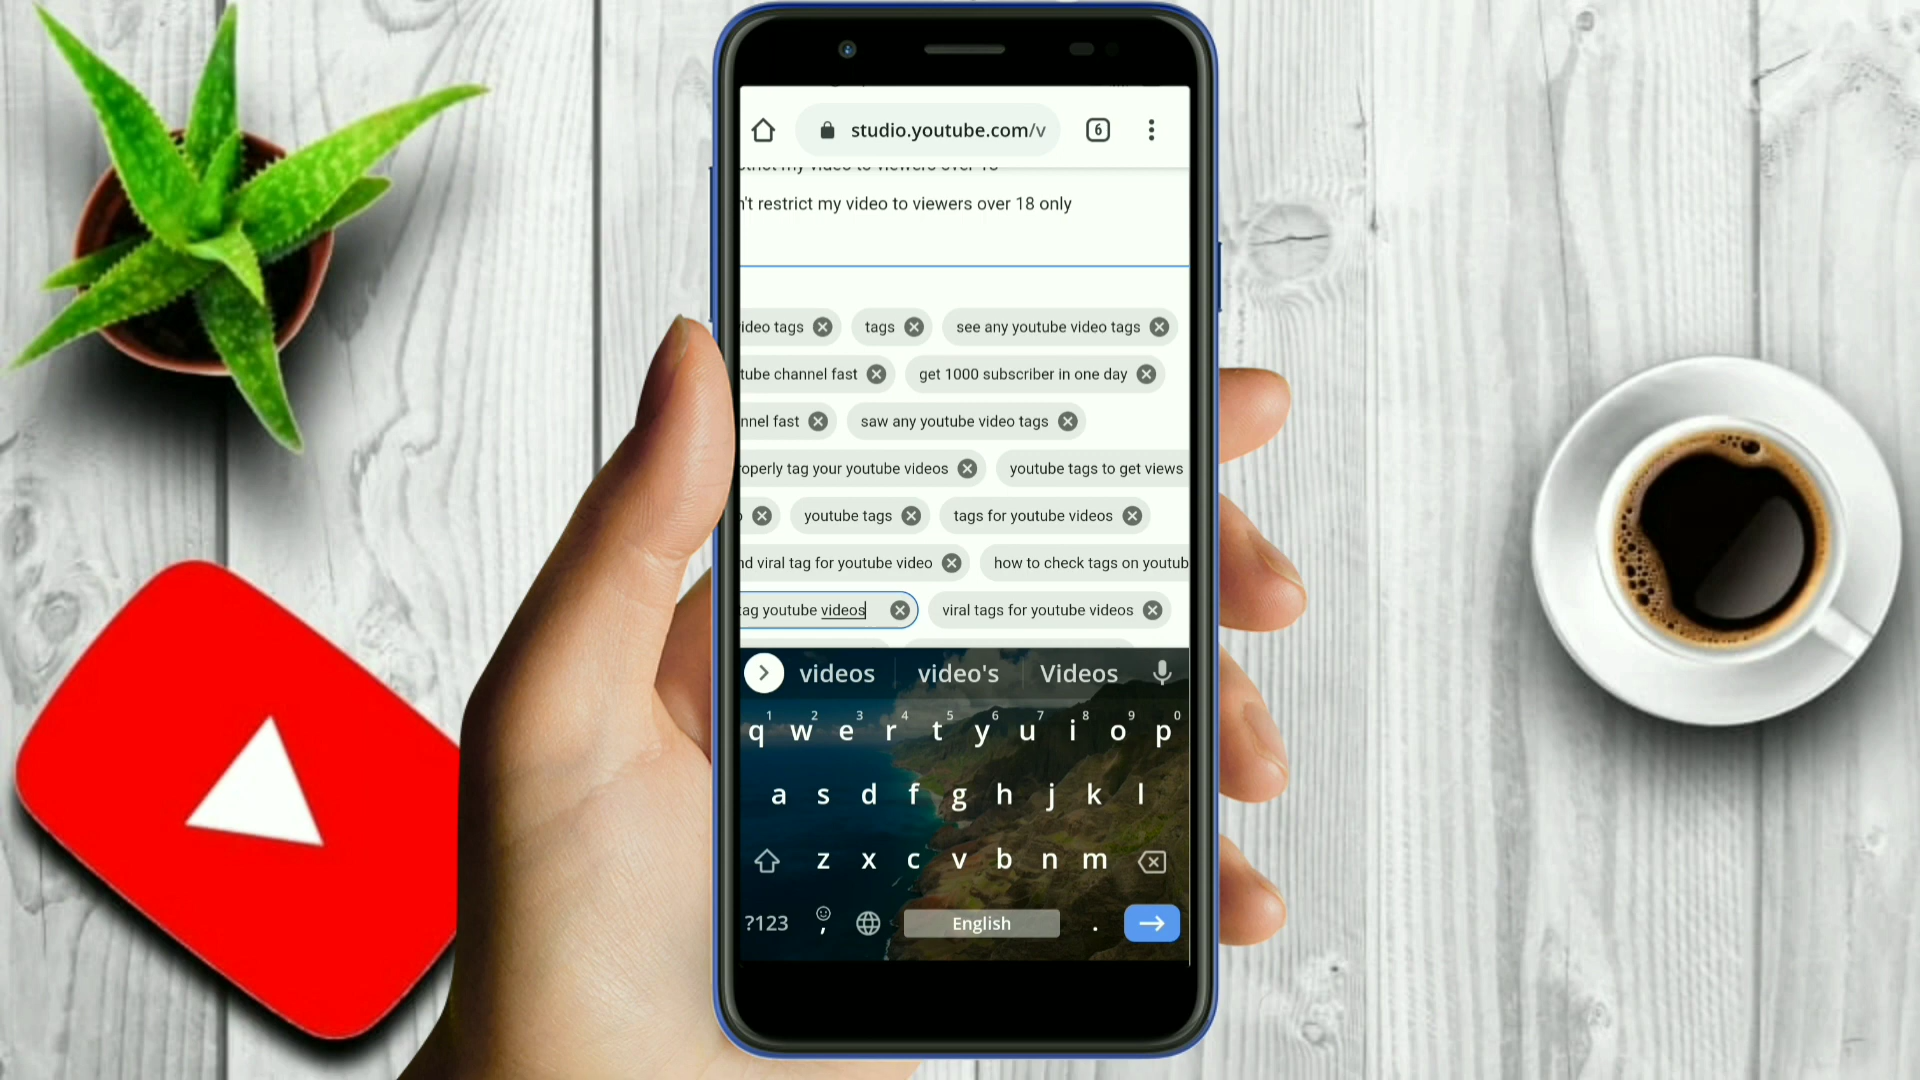 studio.youtube.com/v
6
n't restrict my video to viewers over 18 only
ideo tags
tags
see any youtube video tags
tube channel fast
get 1000 subscriber in one day
nnel fast
saw any youtube video tags
operly tag your youtube videos
youtube tags to get views
youtube tags
tags for youtube videos
nd viral tag for youtube video
how to check tags on youtub
tag youtube videos
viral tags for youtube videos
videos video's Videos
1 2 3 4 5 6 7 8 9 0
q w e r t y u i o p
a s d f g h j k l
z x c v b n m
?123 , English .